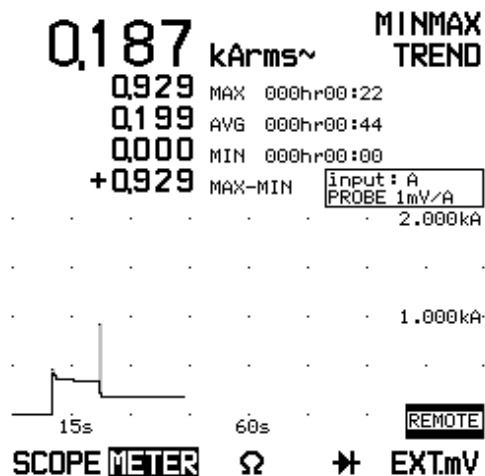 0,187 kArms~ MINMAX
TREND
0,929 MAX 000hr00:22
0,199 AVG 000hr00:44
0,000 MIN 000hr00:00
+0,929 MAX-MIN
input: A
PROBE 1mV/A
2.000kA
1.000kA
15s 60s
REMOTE
SCOPE METER Ω EXT.mV